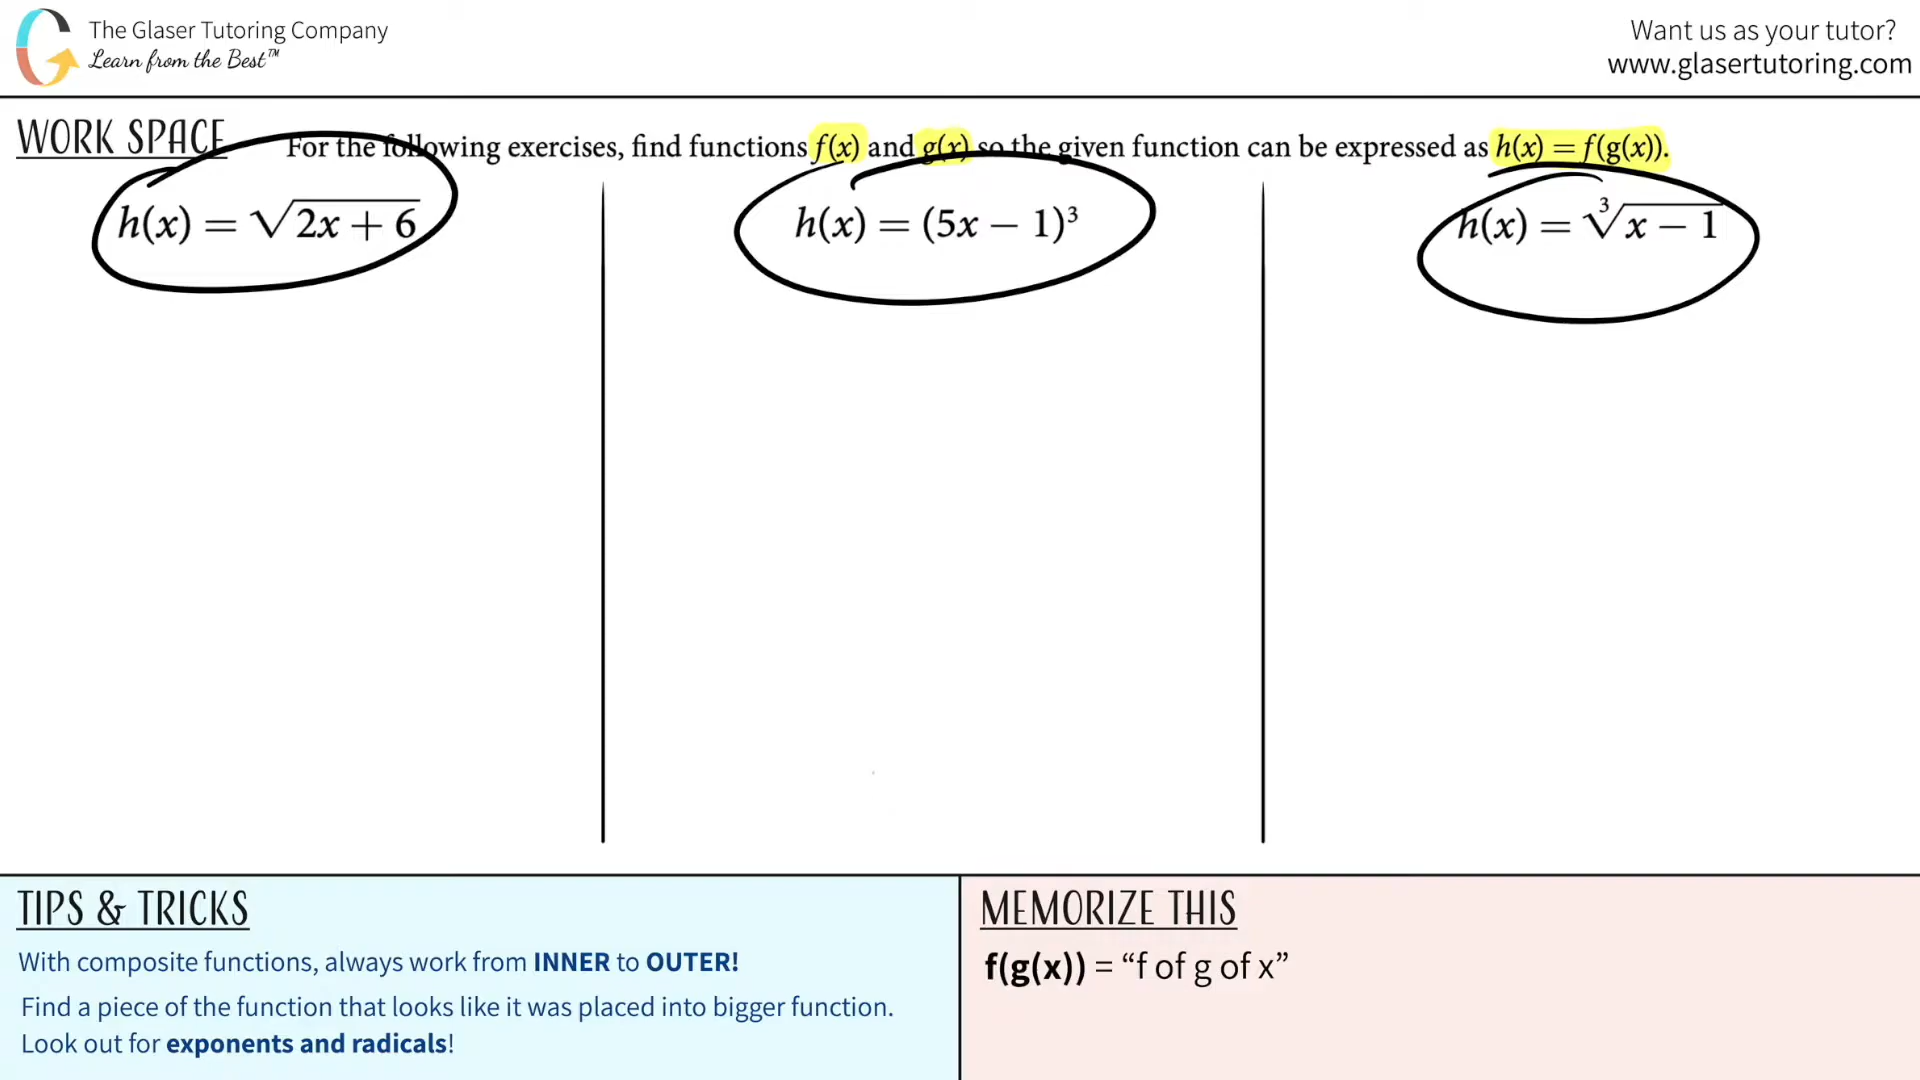 The Glaser Tutoring Company
Learn from the Best™
Want us as your tutor?
www.glasertutoring.com
WORK SPACE
For the following exercises, find functions f(x) and g(x) so the given function can be expressed as h(x) = f(g(x)).
h(x) = √(2x + 6)
h(x) = (5x − 1)³
h(x) = ³√(x − 1)
TIPS & TRICKS
With composite functions, always work from INNER to OUTER!
Find a piece of the function that looks like it was placed into bigger function.
Look out for exponents and radicals!
MEMORIZE THIS
f(g(x)) = “f of g of x”